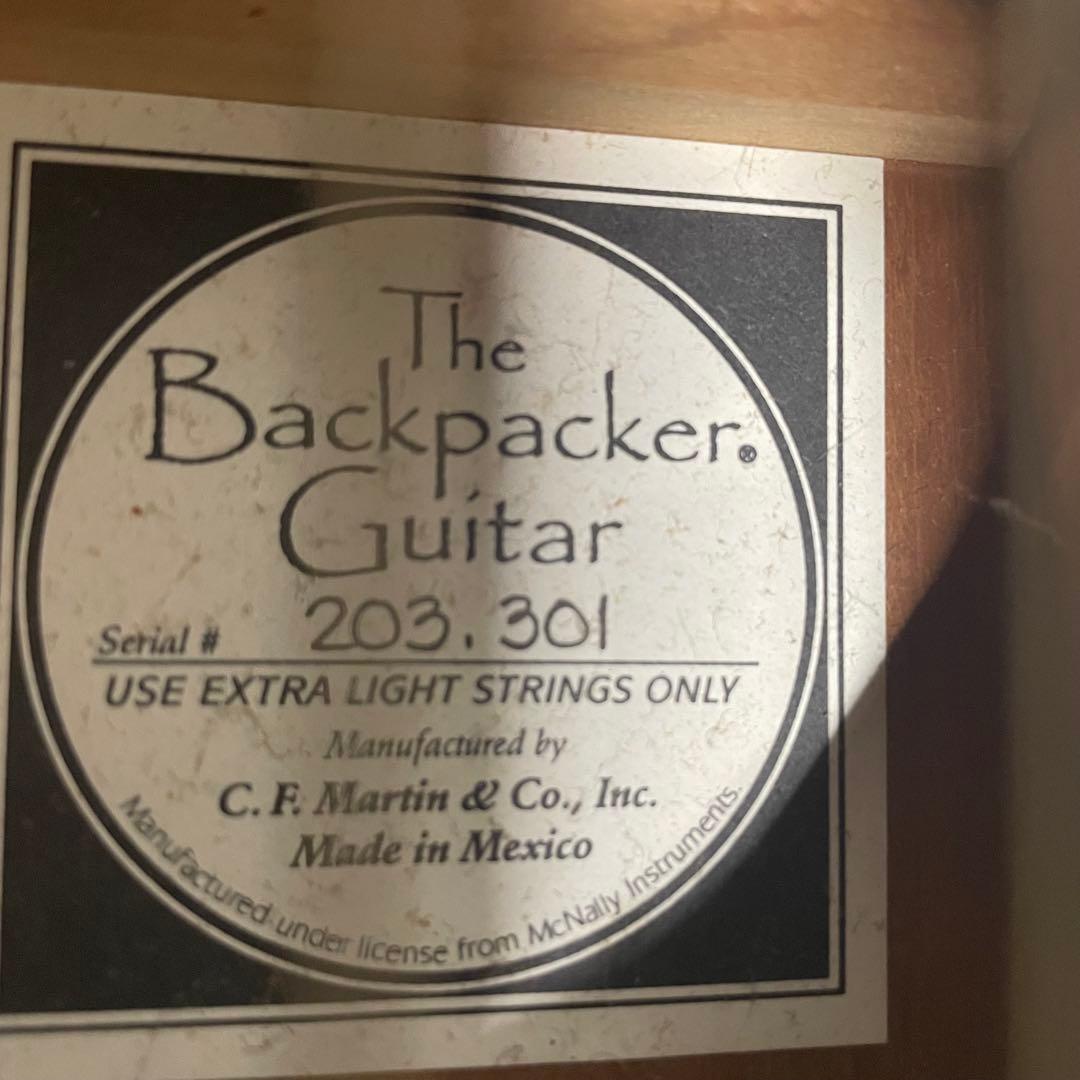 The
Backpacker®
Guitar
Serial # 203,301
USE EXTRA LIGHT STRINGS ONLY
Manufactured by
C. F. Martin & Co., Inc.
Made in Mexico
Manufactured under license from McNally Instruments.